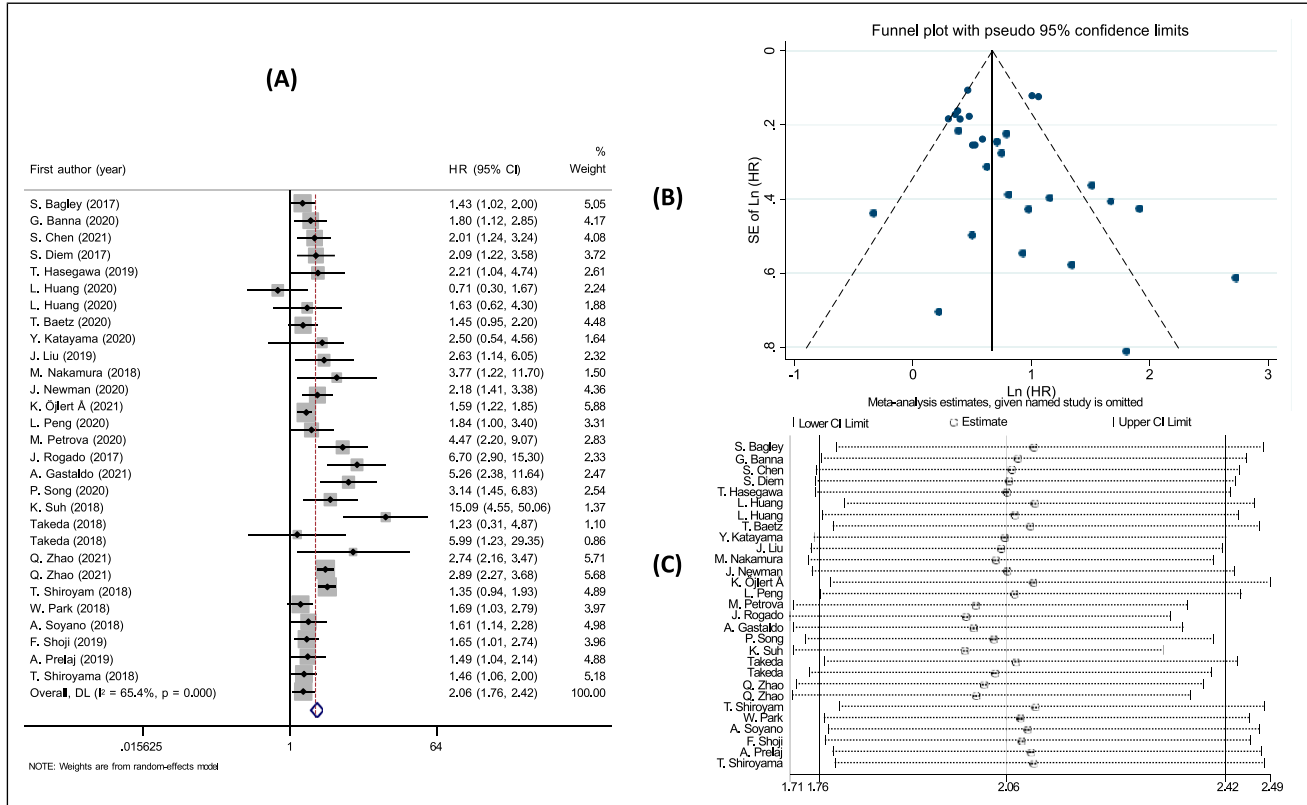 (A)
%
First author (year) HR (95% CI) Weight
S. Bagley (2017) 1.43 (1.02, 2.00) 5.05
G. Banna (2020) 1.80 (1.12, 2.85) 4.17
S. Chen (2021) 2.01 (1.24, 3.24) 4.08
S. Diem (2017) 2.09 (1.22, 3.58) 3.72
T. Hasegawa (2019) 2.21 (1.04, 4.74) 2.61
L. Huang (2020) 0.71 (0.30, 1.67) 2.24
L. Huang (2020) 1.63 (0.62, 4.30) 1.88
T. Baetz (2020) 1.45 (0.95, 2.20) 4.48
Y. Katayama (2020) 2.50 (0.54, 4.56) 1.64
J. Liu (2019) 2.63 (1.14, 6.05) 2.32
M. Nakamura (2018) 3.77 (1.22, 11.70) 1.50
J. Newman (2020) 2.18 (1.41, 3.38) 4.36
K. Öjlert Å (2021) 1.59 (1.22, 1.85) 5.88
L. Peng (2020) 1.84 (1.00, 3.40) 3.31
M. Petrova (2020) 4.47 (2.20, 9.07) 2.83
J. Rogado (2017) 6.70 (2.90, 15.30) 2.33
A. Gastaldo (2021) 5.26 (2.38, 11.64) 2.47
P. Song (2020) 3.14 (1.45, 6.83) 2.54
K. Suh (2018) 15.09 (4.55, 50.06) 1.37
Takeda (2018) 1.23 (0.31, 4.87) 1.10
Takeda (2018) 5.99 (1.23, 29.35) 0.86
Q. Zhao (2021) 2.74 (2.16, 3.47) 5.71
Q. Zhao (2021) 2.89 (2.27, 3.68) 5.68
T. Shiroyam (2018) 1.35 (0.94, 1.93) 4.89
W. Park (2018) 1.69 (1.03, 2.79) 3.97
A. Soyano (2018) 1.61 (1.14, 2.28) 4.98
F. Shoji (2019) 1.65 (1.01, 2.74) 3.96
A. Prelaj (2019) 1.49 (1.04, 2.14) 4.88
T. Shiroyama (2018) 1.46 (1.06, 2.00) 5.18
Overall, DL (I² = 65.4%, p = 0.000) 2.06 (1.76, 2.42) 100.00
.015625 1 64
NOTE: Weights are from random-effects model
(B)
Funnel plot with pseudo 95% confidence limits
SE of Ln (HR)
0
.2
.4
.6
.8
-1 0 1 2 3
Ln (HR)
(C)
Meta-analysis estimates, given named study is omitted
Lower CI Limit Estimate Upper CI Limit
S. Bagley
G. Banna
S. Chen
S. Diem
T. Hasegawa
L. Huang
L. Huang
T. Baetz
Y. Katayama
J. Liu
M. Nakamura
J. Newman
K. Öjlert Å
L. Peng
M. Petrova
J. Rogado
A. Gastaldo
P. Song
K. Suh
Takeda
Takeda
Q. Zhao
Q. Zhao
T. Shiroyam
W. Park
A. Soyano
F. Shoji
A. Prelaj
T. Shiroyama
1.71 1.76 2.06 2.42 2.49